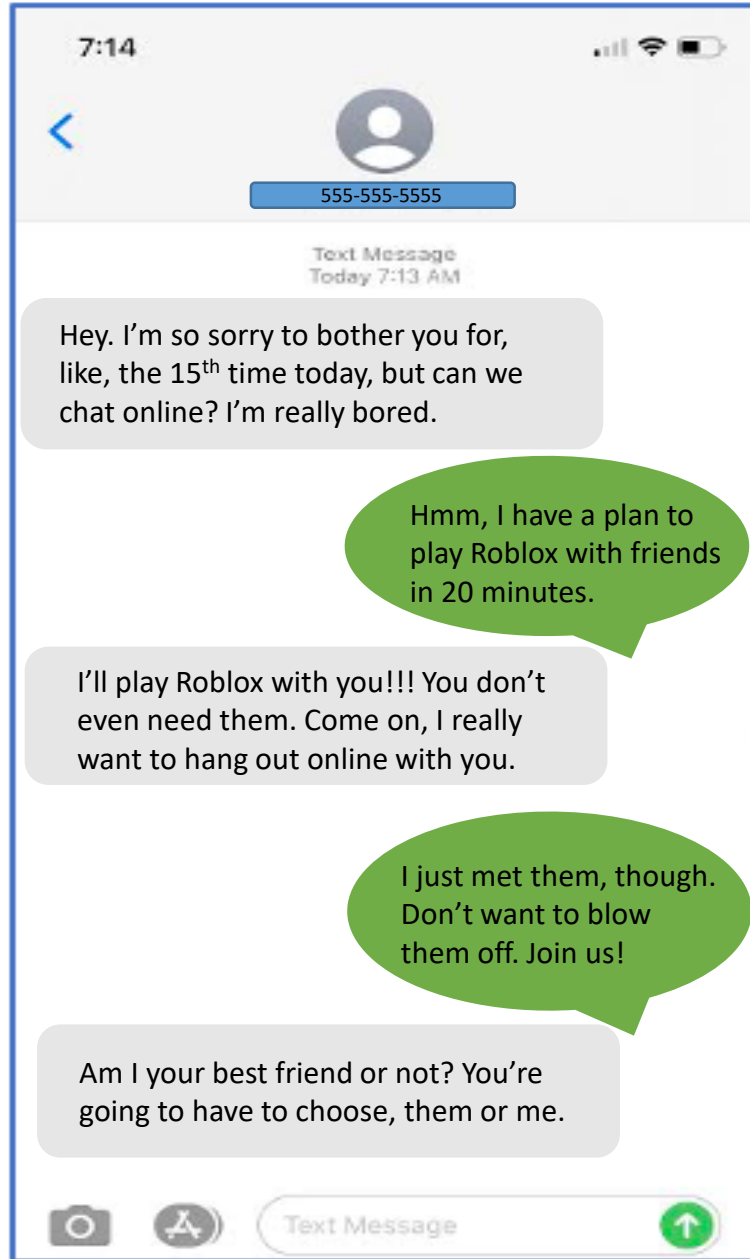 7:14
555-555-5555
Text Message
Today 7:13 AM
Hey. I’m so sorry to bother you for,
like, the 15th time today, but can we
chat online? I’m really bored.
Hmm, I have a plan to
play Roblox with friends
in 20 minutes.
I’ll play Roblox with you!!! You don’t
even need them. Come on, I really
want to hang out online with you.
I just met them, though.
Don’t want to blow
them off. Join us!
Am I your best friend or not? You’re
going to have to choose, them or me.
Text Message